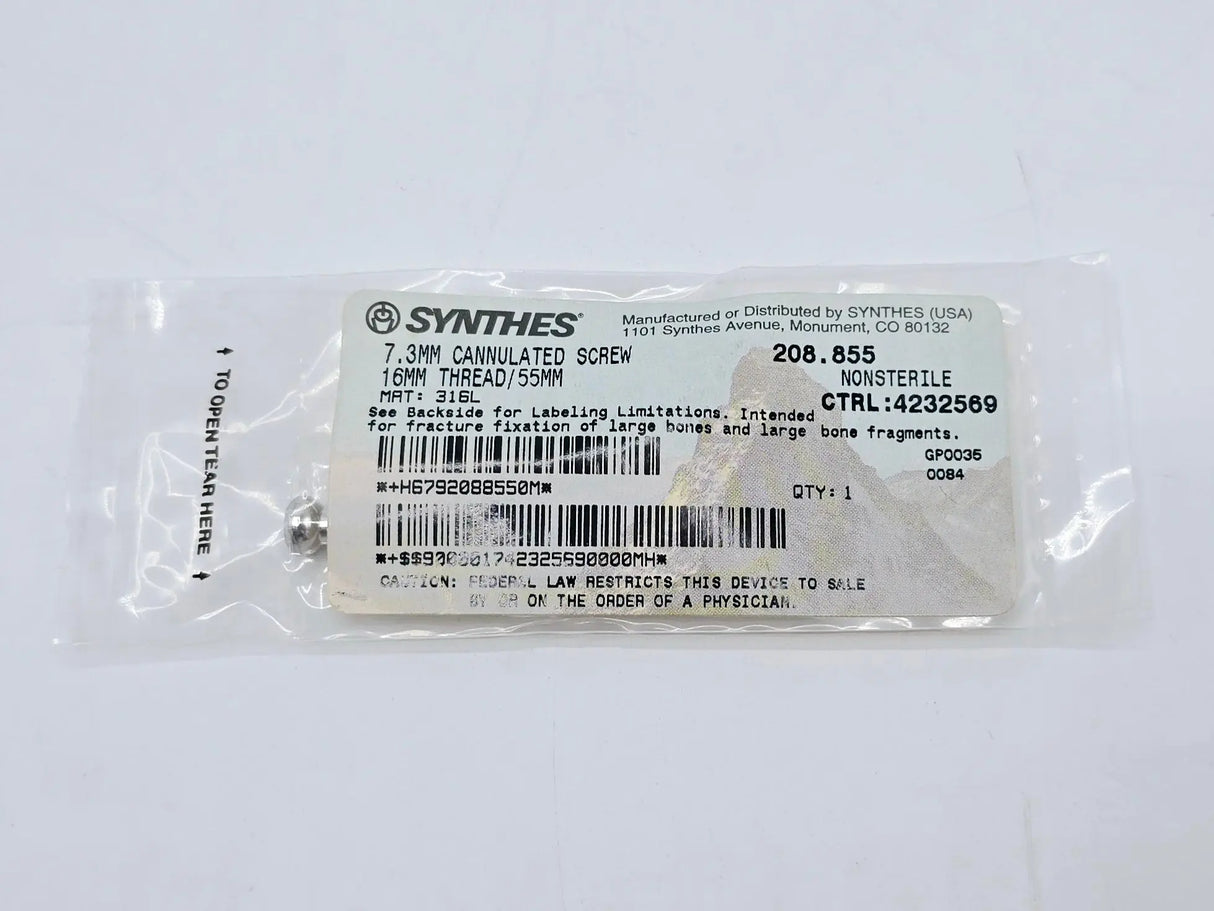 SYNTHES®
Manufactured or Distributed by SYNTHES (USA)
1101 Synthes Avenue, Monument, CO 80132
7.3MM CANNULATED SCREW
208.855
16MM THREAD/55MM
NONSTERILE
MAT: 316L
CTRL:4232569
See Backside for Labeling Limitations. Intended
for fracture fixation of large bones and large bone fragments.
GP0035
0084
*+H6792088550M*
QTY: 1
CAUTION: FEDERAL LAW RESTRICTS THIS DEVICE TO SALE
BY OR ON THE ORDER OF A PHYSICIAN.
TO OPEN TEAR HERE